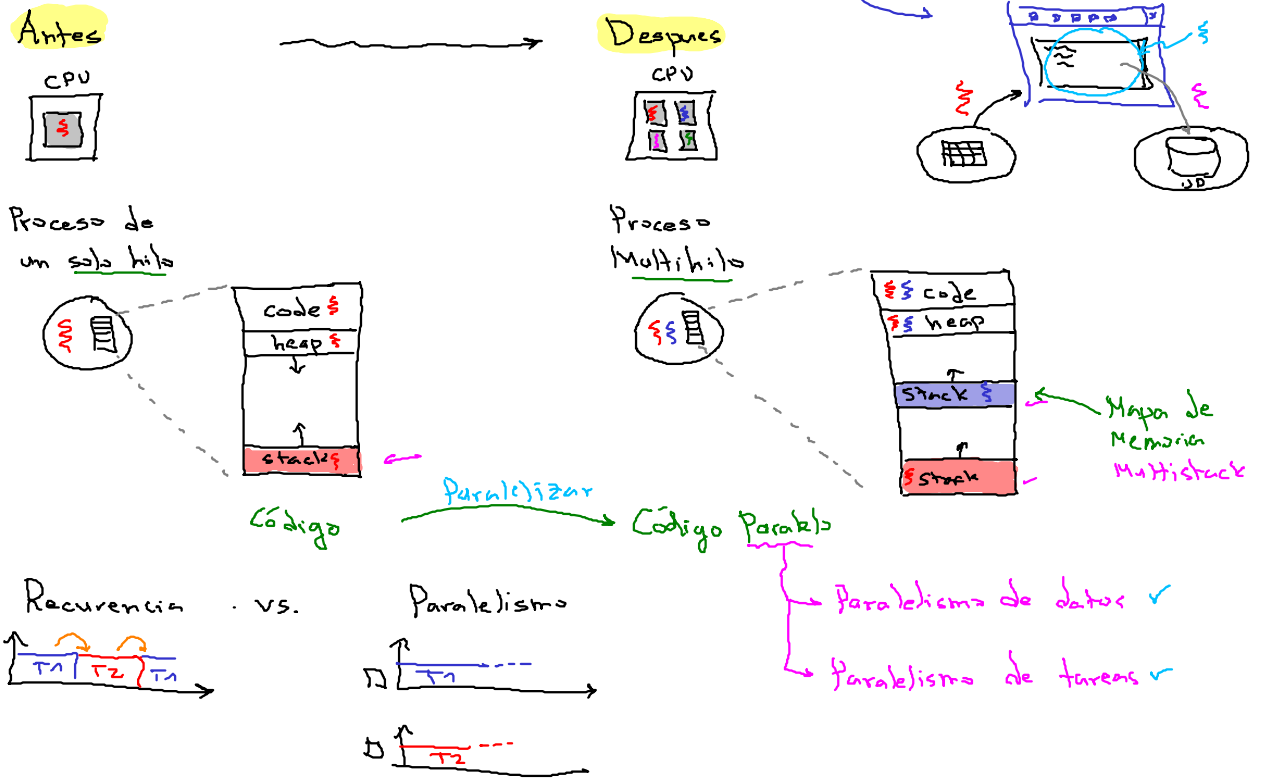 Antes
Despues
CPU
CPU
Proceso de
un solo hilo
Proceso
Multihilo
code
heap
stack
code
heap
stack
stack
Mapa de
Memoria
Multistack
Código
Paralelizar
Código Paralelo
Paralelismo de datos
Paralelismo de tareas
Recurencia vs. Paralelismo
T1 T2 T1
T1
T2